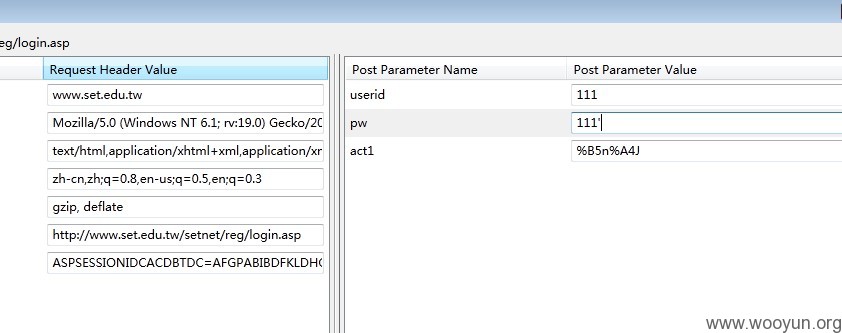 eg/login.asp
Request Header Value
Post Parameter Name
Post Parameter Value
www.set.edu.tw
userid
111
Mozilla/5.0 (Windows NT 6.1; rv:19.0) Gecko/20
pw
111'
text/html,application/xhtml+xml,application/xr
act1
%B5n%A4J
zh-cn,zh;q=0.8,en-us;q=0.5,en;q=0.3
gzip, deflate
http://www.set.edu.tw/setnet/reg/login.asp
ASPSESSIONIDCACDBTDC=AFGPABIBDFKLDHC
www.wooyun.org